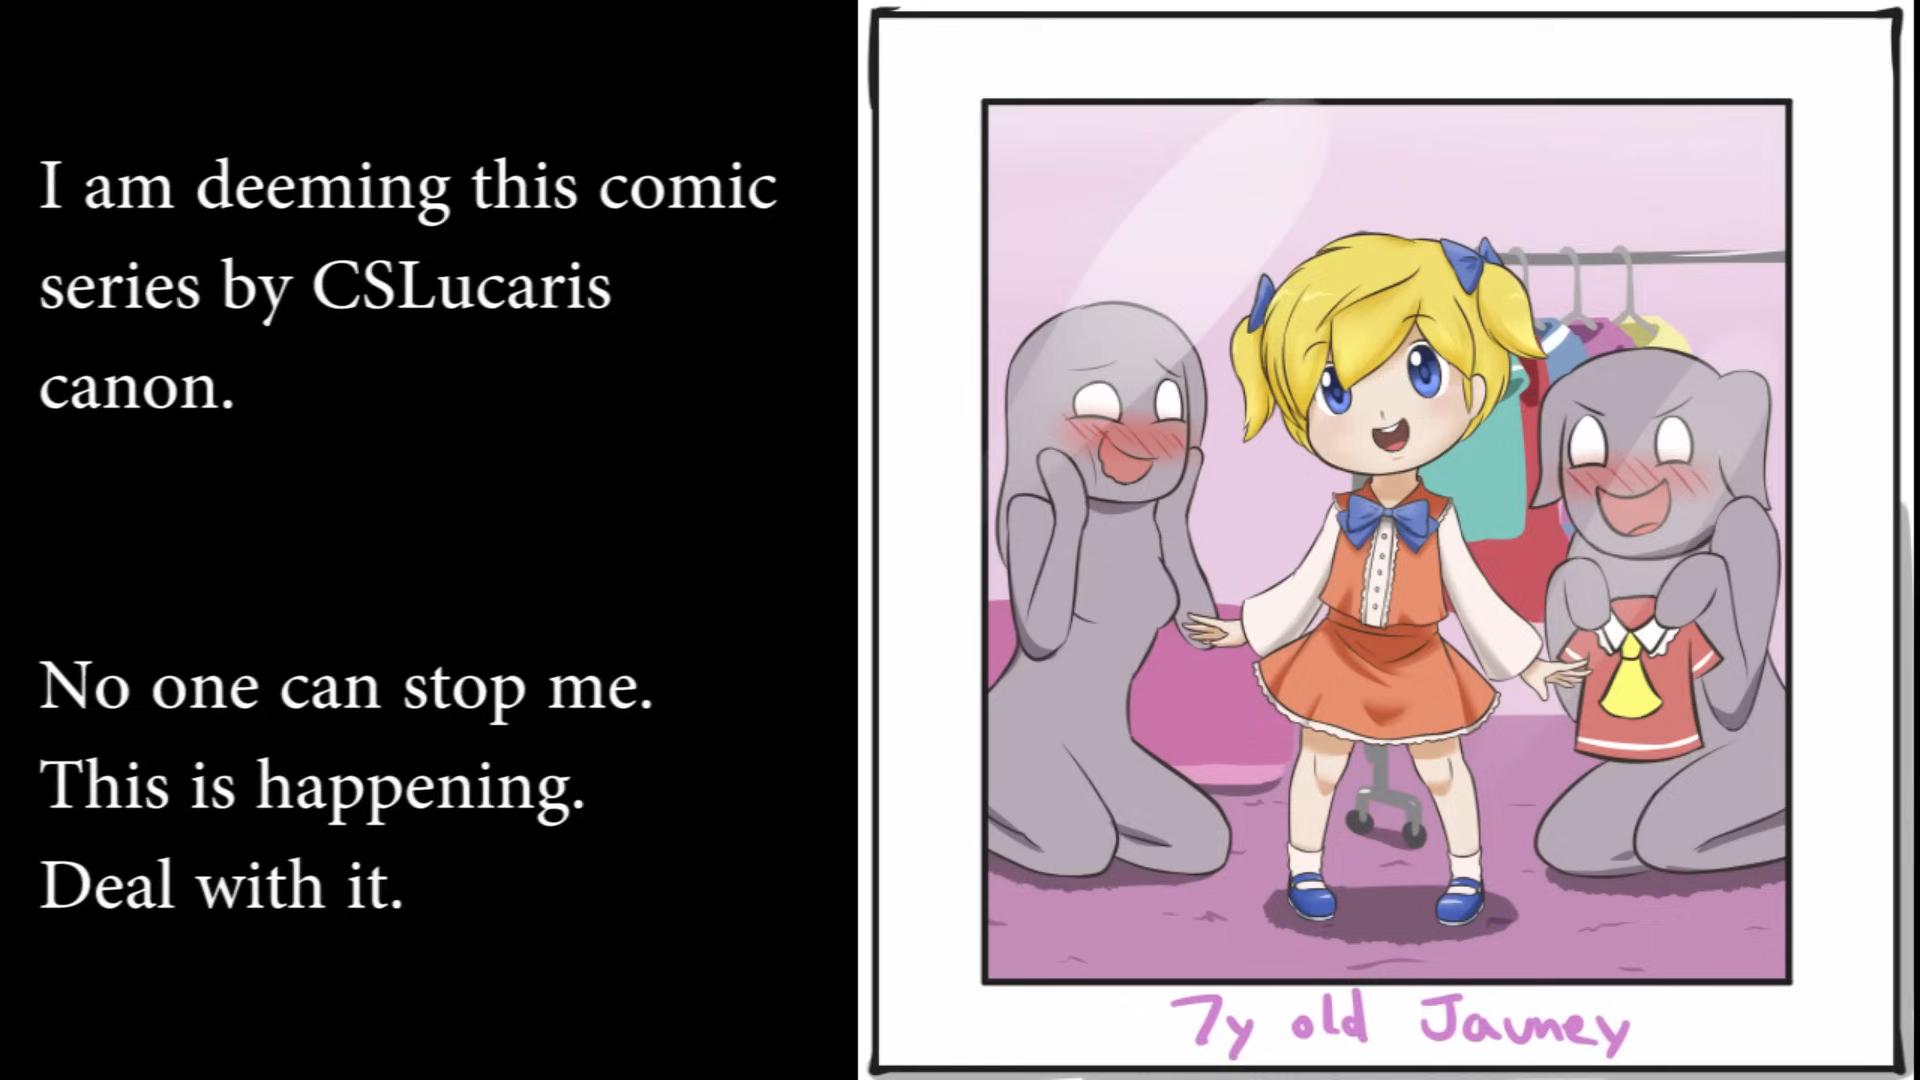 I am deeming this comic
series by CSLucaris
canon.
No one can stop me.
This is happening.
Deal with it.
7y old Jauney